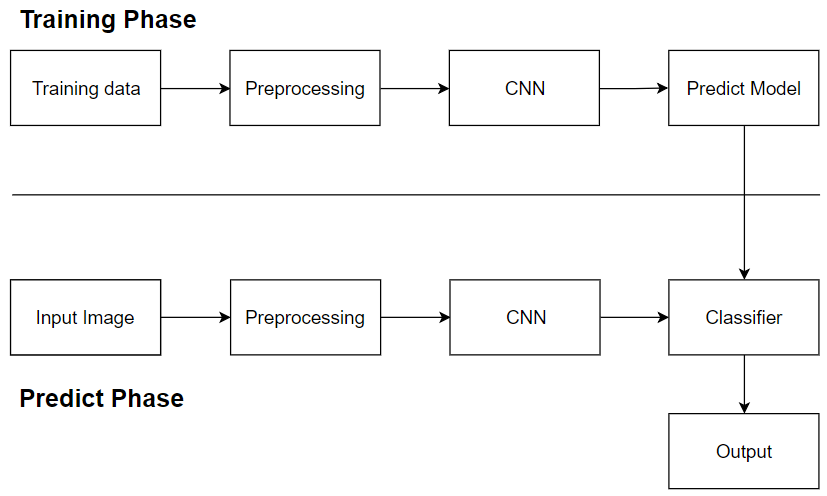 Training Phase
Training data
Preprocessing
CNN
Predict Model
Input Image
Preprocessing
CNN
Classifier
Predict Phase
Output